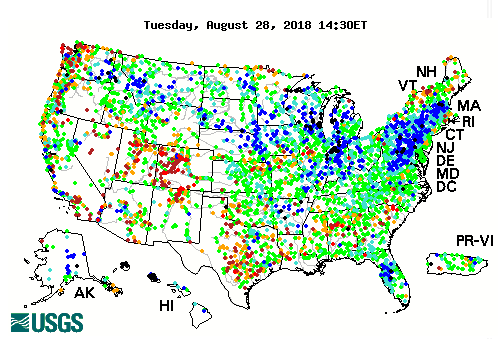 Tuesday, August 28, 2018 14:30ET
NH
VT
MA
RI
CT
NJ
DE
MD
DC
PR-VI
AK
HI
USGS